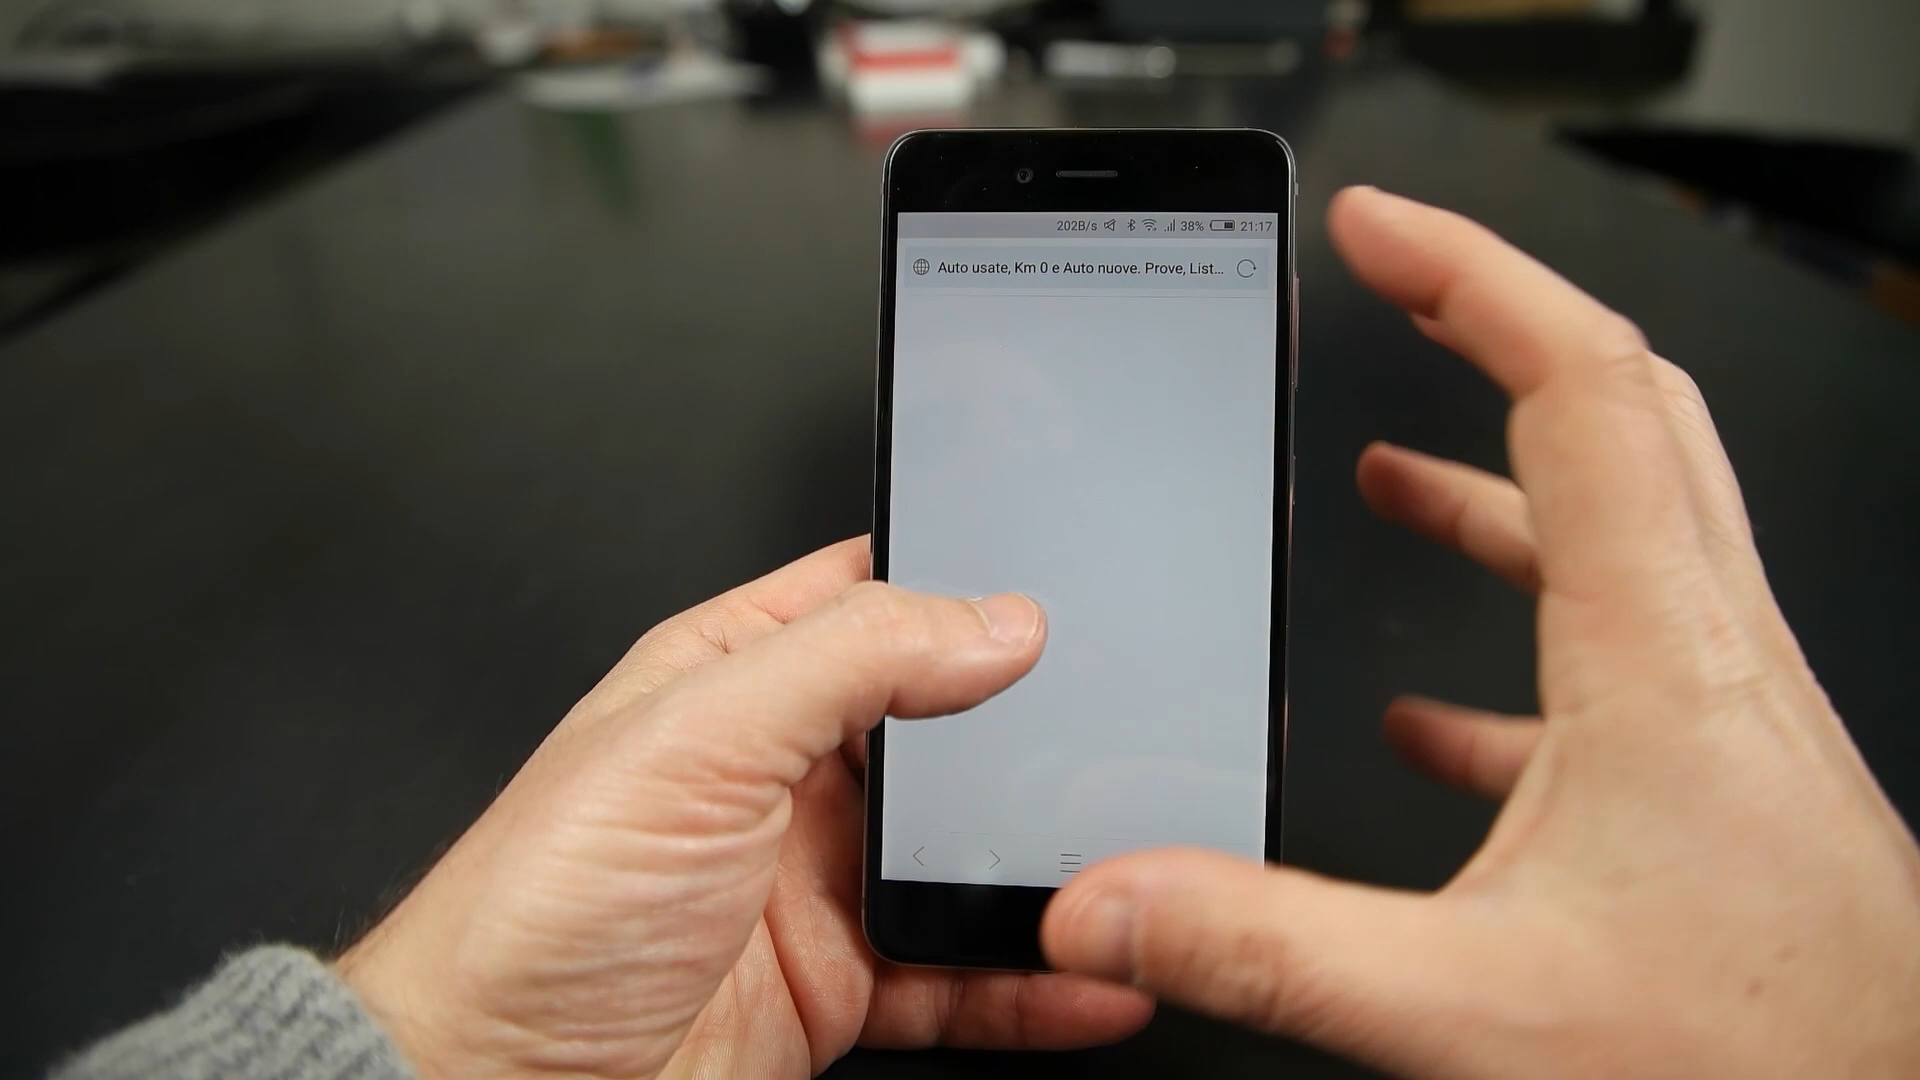 202B/s 38% 21:17
Auto usate, Km 0 e Auto nuove. Prove, List...